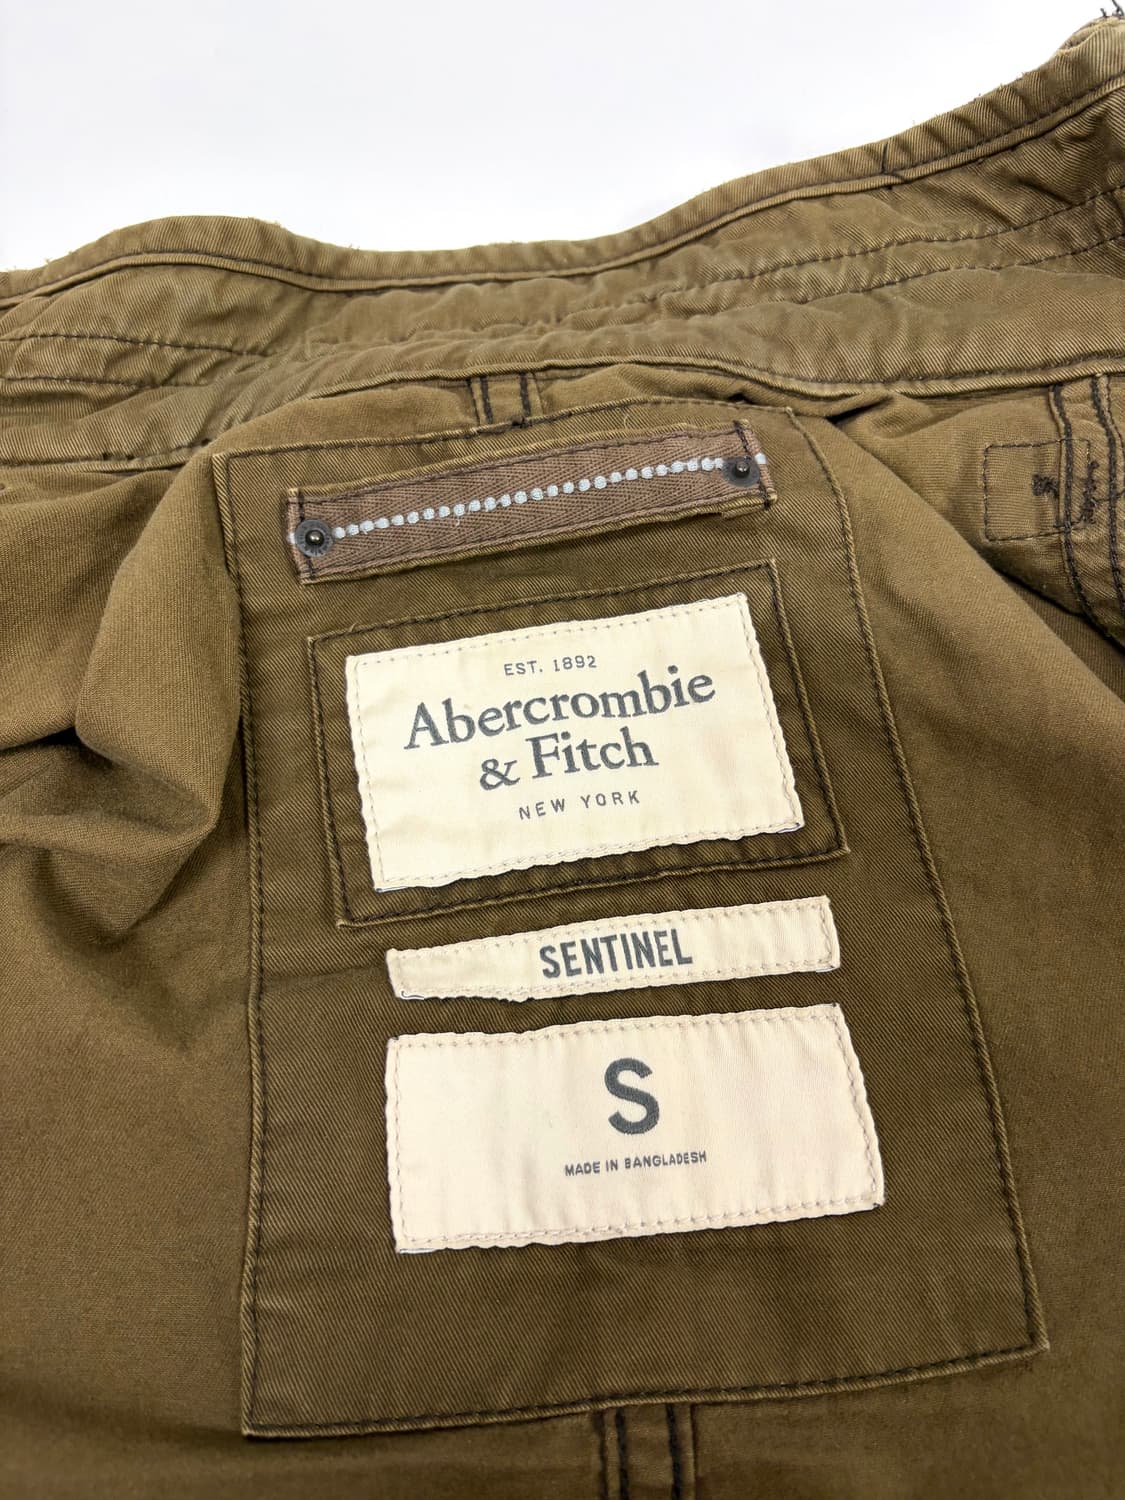 EST. 1892
Abercrombie
& Fitch
NEW YORK
SENTINEL
S
MADE IN BANGLADESH